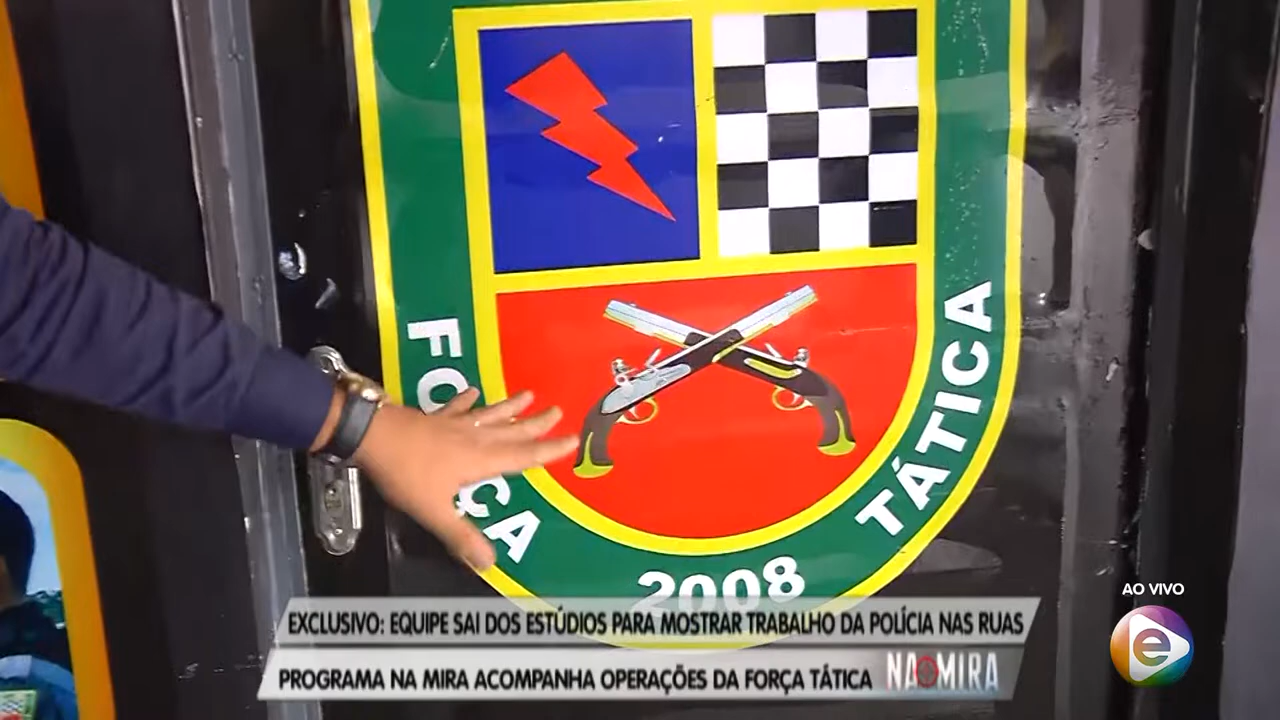 FORÇA TÁTICA
2008
AO VIVO
e
EXCLUSIVO: EQUIPE SAI DOS ESTÚDIOS PARA MOSTRAR TRABALHO DA POLÍCIA NAS RUAS
PROGRAMA NA MIRA ACOMPANHA OPERAÇÕES DA FORÇA TÁTICA NA MIRA